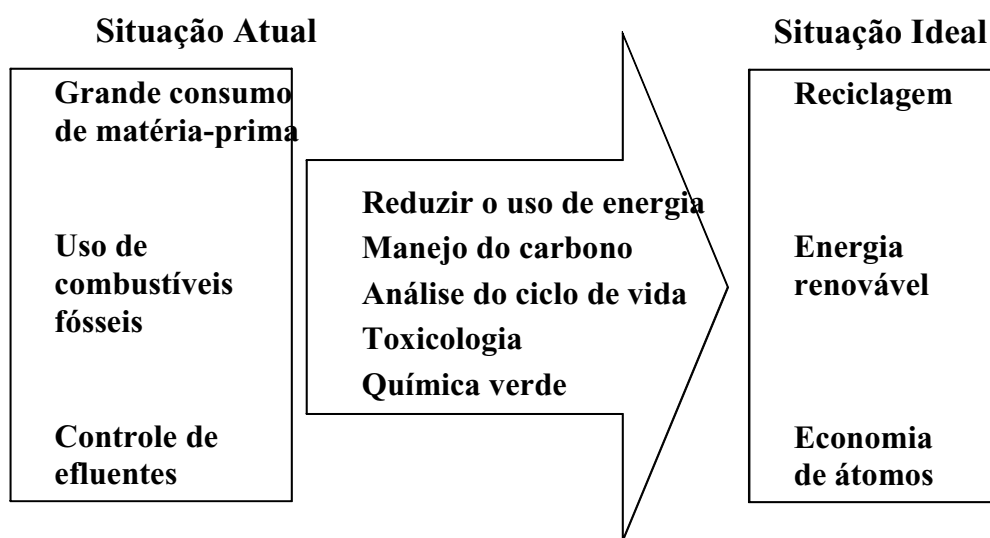 Situação Atual
Grande consumo
de matéria-prima
Uso de
combustíveis
fósseis
Controle de
efluentes
Reduzir o uso de energia
Manejo do carbono
Análise do ciclo de vida
Toxicologia
Química verde
Situação Ideal
Reciclagem
Energia
renovável
Economia
de átomos